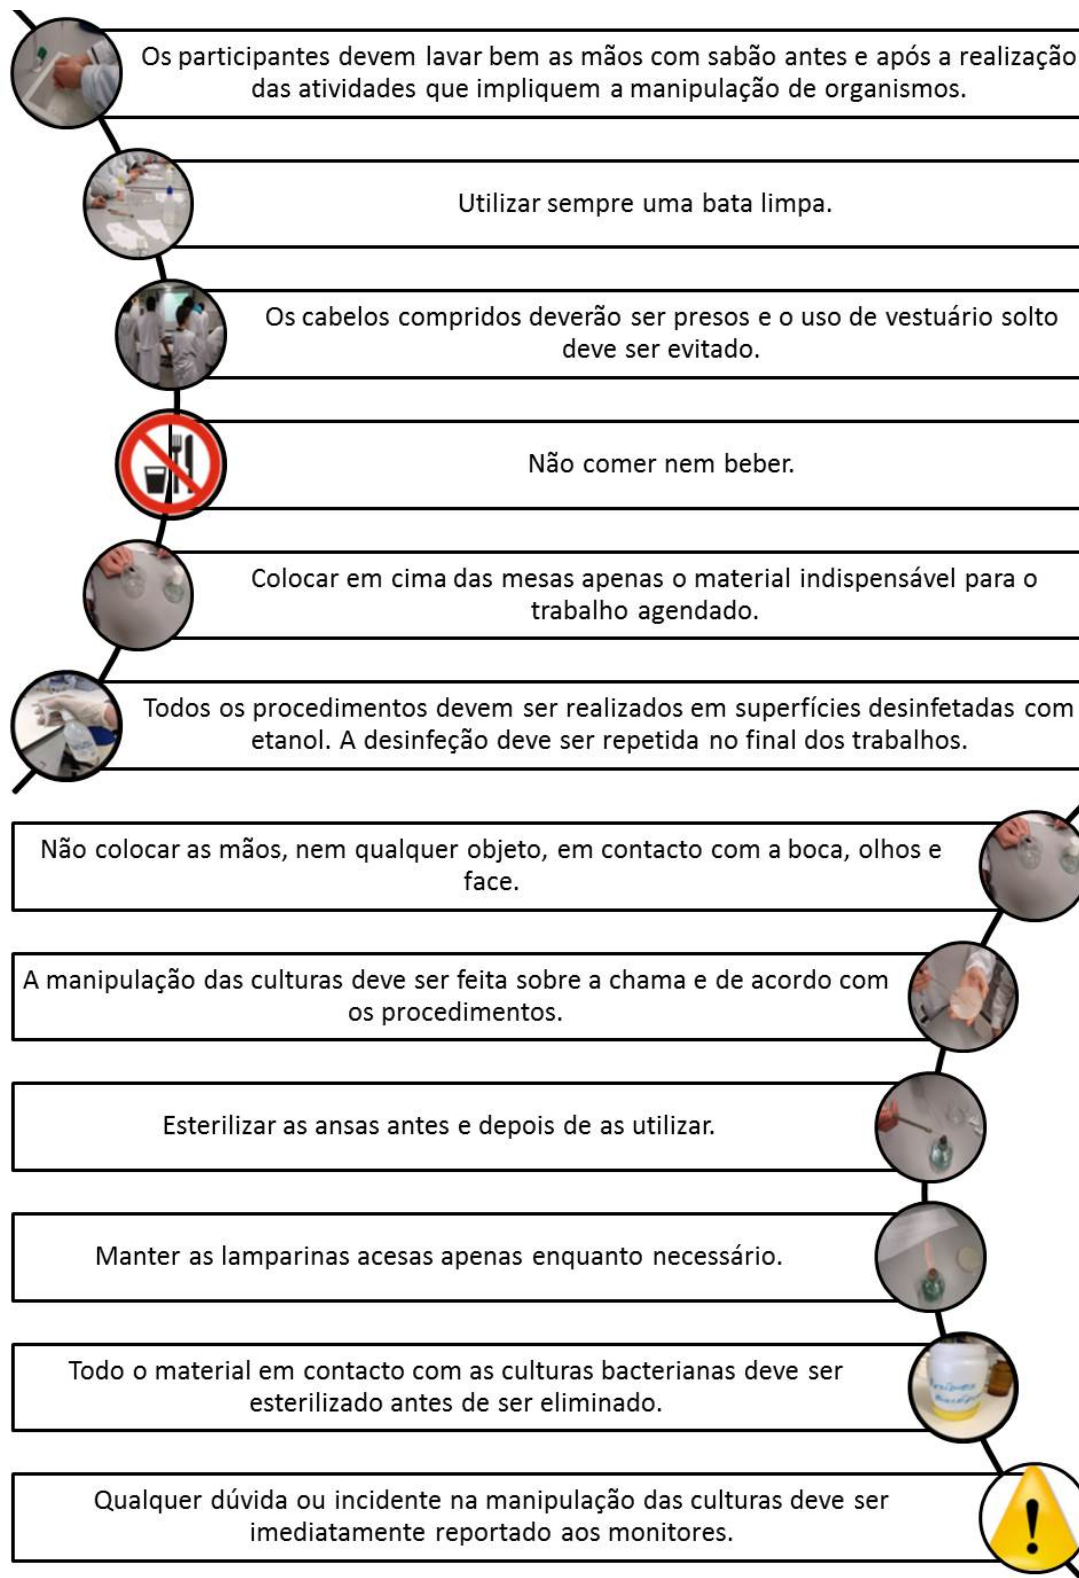 Os participantes devem lavar bem as mãos com sabão antes e após a realização
das atividades que impliquem a manipulação de organismos.
Utilizar sempre uma bata limpa.
Os cabelos compridos deverão ser presos e o uso de vestuário solto
deve ser evitado.
Não comer nem beber.
Colocar em cima das mesas apenas o material indispensável para o
trabalho agendado.
Todos os procedimentos devem ser realizados em superfícies desinfetadas com
etanol. A desinfeção deve ser repetida no final dos trabalhos.
Não colocar as mãos, nem qualquer objeto, em contacto com a boca, olhos e
face.
A manipulação das culturas deve ser feita sobre a chama e de acordo com
os procedimentos.
Esterilizar as ansas antes e depois de as utilizar.
Manter as lamparinas acesas apenas enquanto necessário.
Todo o material em contacto com as culturas bacterianas deve ser
esterilizado antes de ser eliminado.
Qualquer dúvida ou incidente na manipulação das culturas deve ser
imediatamente reportado aos monitores.